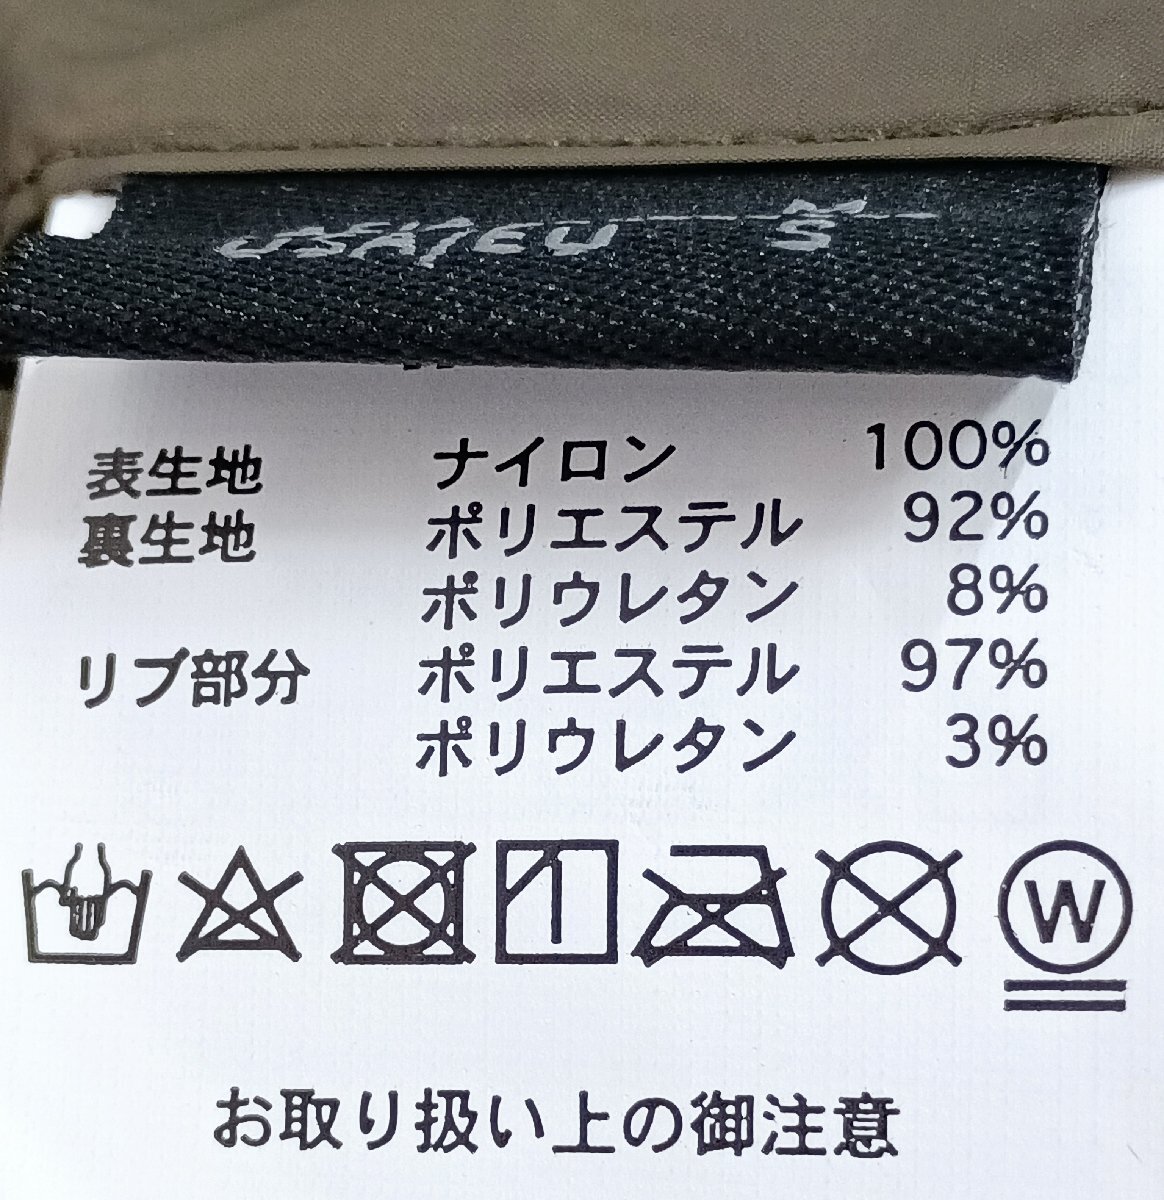 S
表生地 ナイロン 100%
裏生地 ポリエステル 92%
ポリウレタン 8%
リブ部分 ポリエステル 97%
ポリウレタン 3%
W
お取り扱い上の御注意